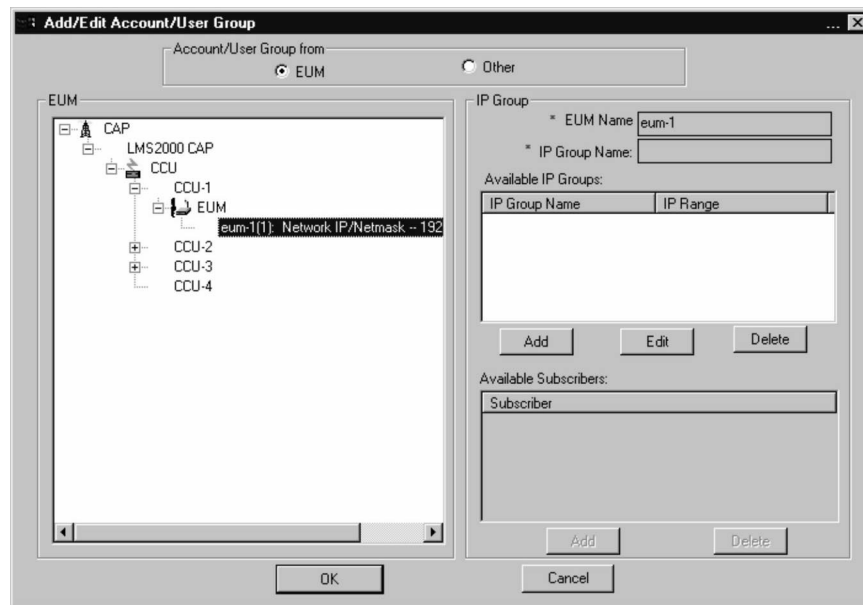 Add/Edit Account/User Group
...
Account/User Group from
EUM
Other
EUM
CAP
LMS2000 CAP
CCU
CCU-1
EUM
eum-1(1): Network IP/Netmask -- 192
CCU-2
CCU-3
CCU-4
IP Group
* EUM Name eum-1
* IP Group Name:
Available IP Groups:
IP Group Name IP Range
Add Edit Delete
Available Subscribers:
Subscriber
Add Delete
OK Cancel